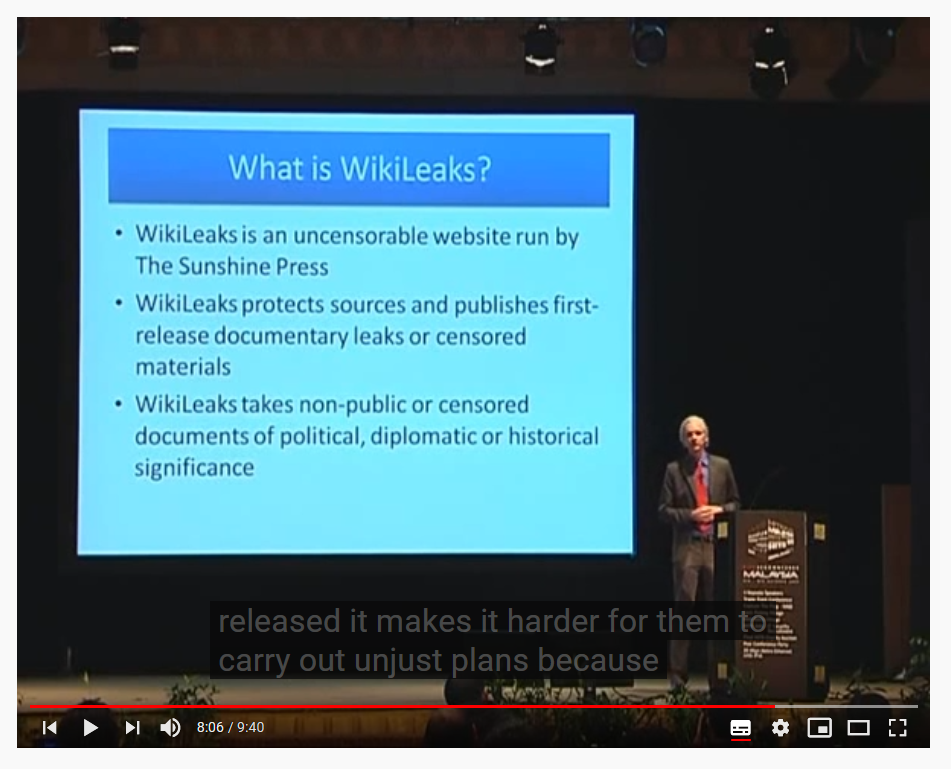 What is WikiLeaks?
• WikiLeaks is an uncensorable website run by
The Sunshine Press
• WikiLeaks protects sources and publishes first-
release documentary leaks or censored
materials
• WikiLeaks takes non-public or censored
documents of political, diplomatic or historical
significance
MALAYSIA
released it makes it harder for them to
carry out unjust plans because
8:06 / 9:40